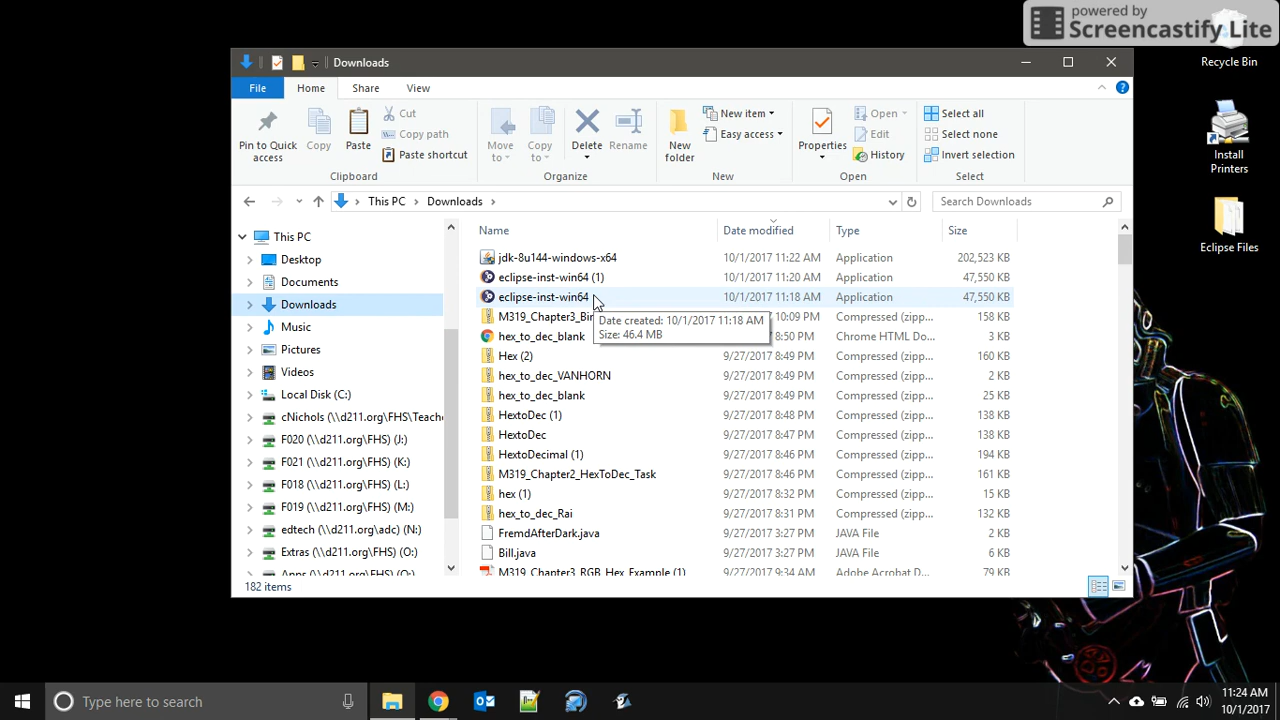 powered by
Screencastify Lite
Recycle Bin
Install
Printers
Eclipse Files
Downloads
File Home Share View
Pin to Quick
access
Copy
Paste
Cut
Copy path
Paste shortcut
Clipboard
Move
to
Copy
to
Delete
Rename
Organize
New
folder
New item
Easy access
New
Properties
Open
Edit
History
Open
Select all
Select none
Invert selection
Select
This PC > Downloads >
Search Downloads
This PC
Desktop
Documents
Downloads
Music
Pictures
Videos
Local Disk (C:)
cNichols (\\d211.org\FHS\Teache
F020 (\\d211.org\FHS) (J:)
F021 (\\d211.org\FHS) (K:)
F018 (\\d211.org\FHS) (L:)
F019 (\\d211.org\FHS) (M:)
edtech (\\d211.org\adc) (N:)
Extras (\\d211.org\FHS) (O:)
Name Date modified Type Size
jdk-8u144-windows-x64 10/1/2017 11:22 AM Application 202,523 KB
eclipse-inst-win64 (1) 10/1/2017 11:20 AM Application 47,550 KB
eclipse-inst-win64 10/1/2017 11:18 AM Application 47,550 KB
M319_Chapter3_Bin 10:09 PM Compressed (zipp... 158 KB
Date created: 10/1/2017 11:18 AM
Size: 46.4 MB
hex_to_dec_blank 8:50 PM Chrome HTML Do... 3 KB
Hex (2) 9/27/2017 8:49 PM Compressed (zipp... 160 KB
hex_to_dec_VANHORN 9/27/2017 8:49 PM Compressed (zipp... 2 KB
hex_to_dec_blank 9/27/2017 8:49 PM Compressed (zipp... 25 KB
HextoDec (1) 9/27/2017 8:48 PM Compressed (zipp... 138 KB
HextoDec 9/27/2017 8:47 PM Compressed (zipp... 138 KB
HextoDecimal (1) 9/27/2017 8:46 PM Compressed (zipp... 194 KB
M319_Chapter2_HexToDec_Task 9/27/2017 8:46 PM Compressed (zipp... 161 KB
hex (1) 9/27/2017 8:32 PM Compressed (zipp... 15 KB
hex_to_dec_Rai 9/27/2017 8:31 PM Compressed (zipp... 132 KB
FremdAfterDark.java 9/27/2017 3:27 PM JAVA File 2 KB
Bill.java 9/27/2017 3:27 PM JAVA File 6 KB
M319_Chapter3_RGB_Hex_Example (1) 9/27/2017 9:34 AM Adobe Acrobat D... 79 KB
182 items
Type here to search
11:24 AM
10/1/2017